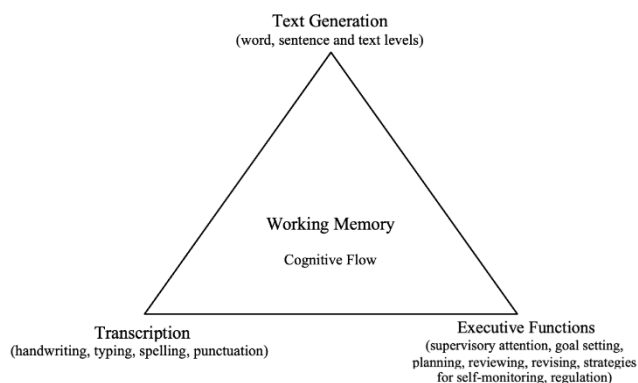 Text Generation
(word, sentence and text levels)
Working Memory
Cognitive Flow
Transcription
(handwriting, typing, spelling, punctuation)
Executive Functions
(supervisory attention, goal setting,
planning, reviewing, revising, strategies
for self-monitoring, regulation)